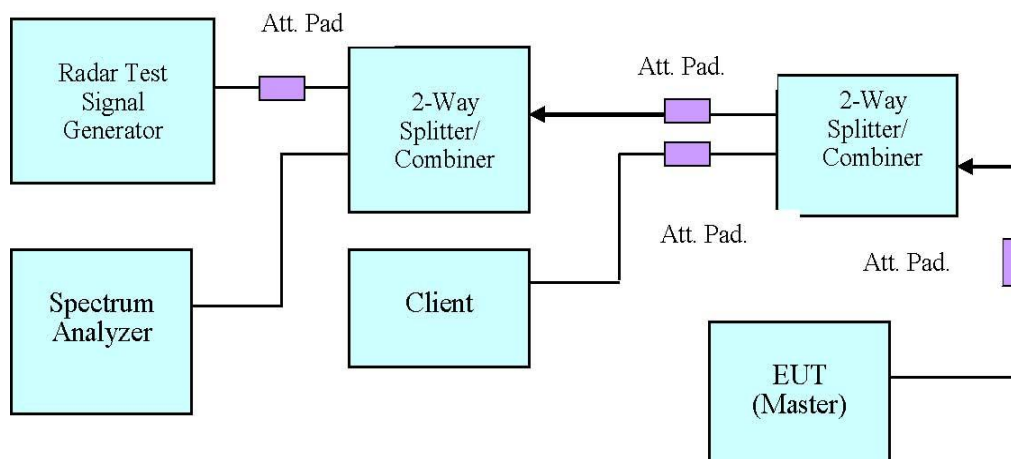 Att. Pad
Radar Test
Signal
Generator
2-Way
Splitter/
Combiner
Att. Pad.
2-Way
Splitter/
Combiner
Att. Pad.
Att. Pad.
Spectrum
Analyzer
Client
EUT
(Master)